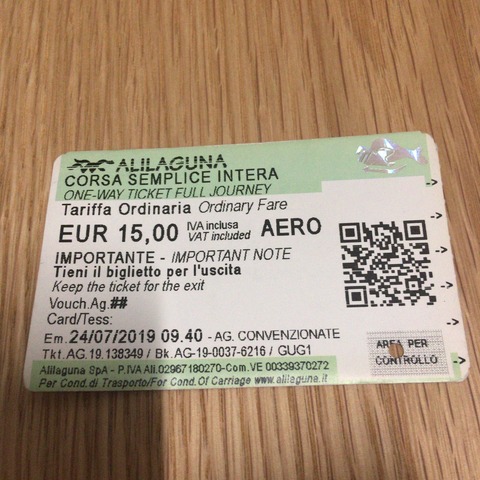 ALILAGUNA
CORSA SEMPLICE INTERA
ONE-WAY TICKET FULL JOURNEY
Tariffa Ordinaria Ordinary Fare
EUR 15,00 IVA inclusa VAT included AERO
IMPORTANTE - IMPORTANT NOTE
Tieni il biglietto per l'uscita
Keep the ticket for the exit
Vouch.Ag.##
Card/Tess:
Em. 24/07/2019 09.40 - AG. CONVENZIONATE
Tkt.AG.19.138349 / Bk.AG-19-0037-6216 / GUG1
AREA PER
CONTROLLO
Alilaguna SpA - P.IVA Ali.02967180270-Com.VE 00339370272
Per Cond.di Trasporto/For Cond.Of Carriage www.alilaguna.it